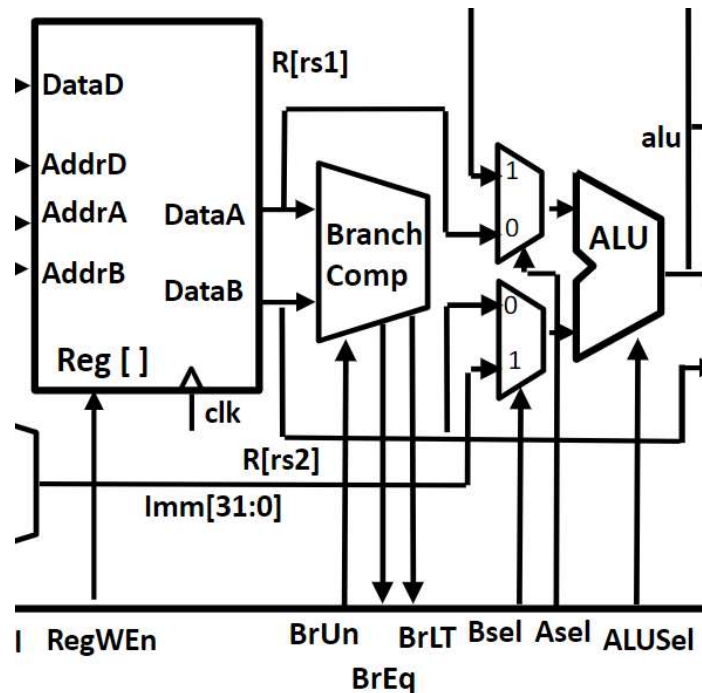 R[rs1]
DataD
alu
AddrD
1
AddrA
DataA
0
Branch
Comp
ALU
AddrB
DataB
0
1
Reg [ ]
clk
R[rs2]
Imm[31:0]
RegWEn
BrUn
BrEq
BrLT
Bsel
Asel
ALUSel